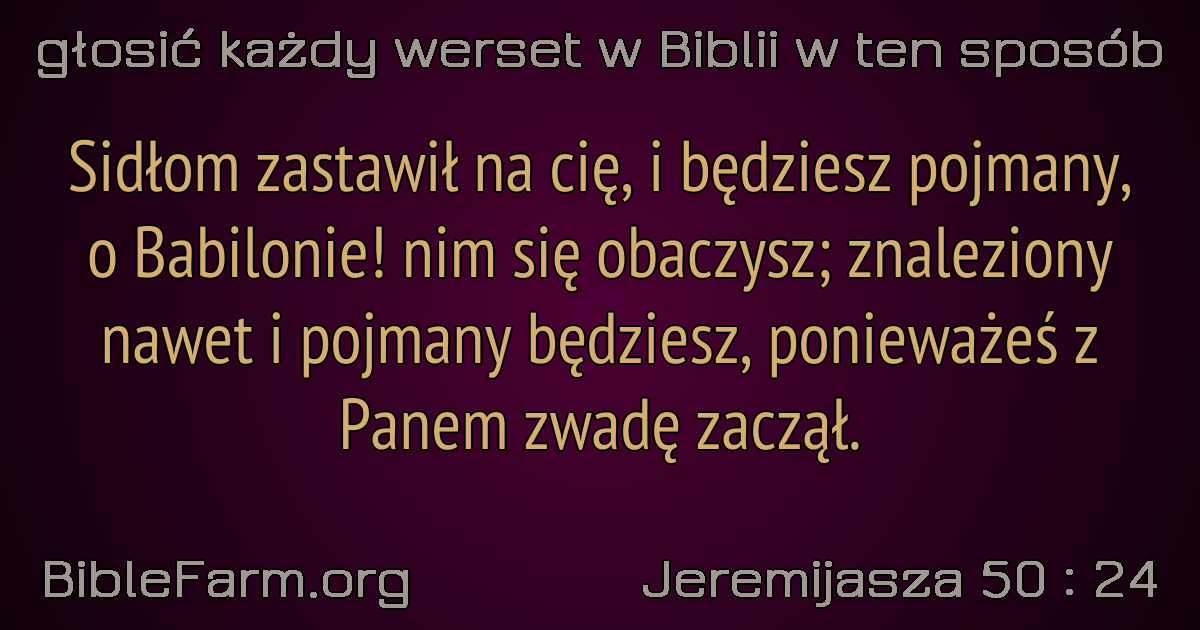 głosić każdy werset w Biblii w ten sposób
Sidłom zastawił na cię, i będziesz pojmany,
o Babilonie! nim się obaczysz; znaleziony
nawet i pojmany będziesz, ponieważeś z
Panem zwadę zaczął.
BibleFarm.org
Jeremijasza 50 : 24